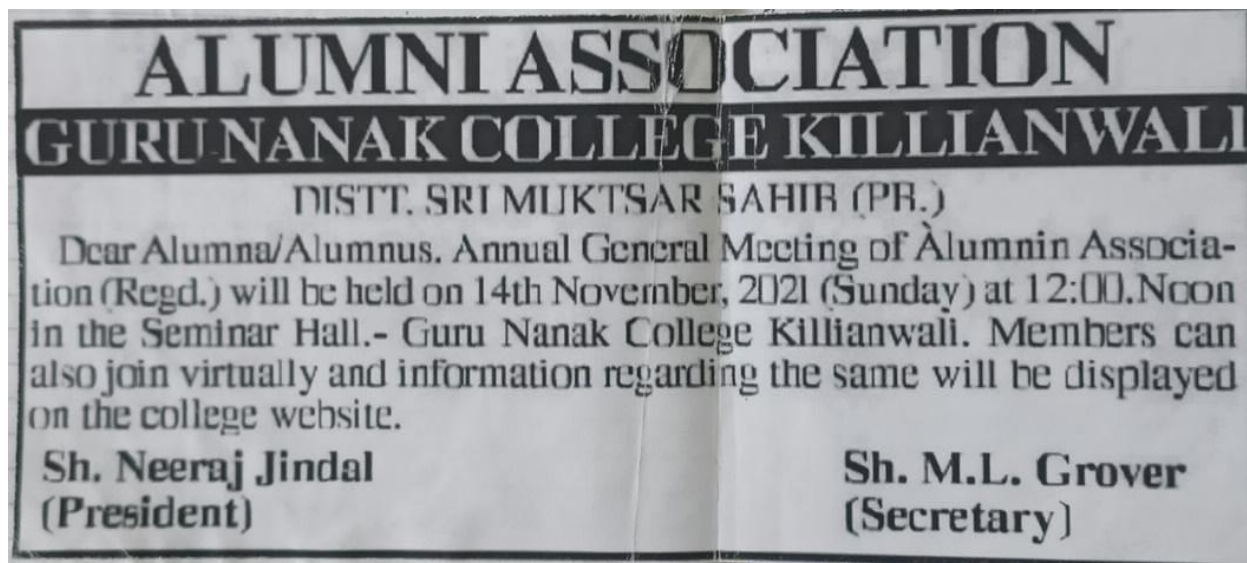 ALUMNI ASSOCIATION
GURU NANAK COLLEGE KILLIANWALI
DISTT. SRI MUKTSAR SAHIB (PB.)
Dear Alumna/Alumnus. Annual General Meeting of Alumnin Associa-
tion (Regd.) will be held on 14th November, 2021 (Sunday) at 12:00.Noon
in the Seminar Hall.- Guru Nanak College Killianwali. Members can
also join virtually and information regarding the same will be displayed
on the college website.
Sh. Neeraj Jindal
(President)
Sh. M.L. Grover
(Secretary)